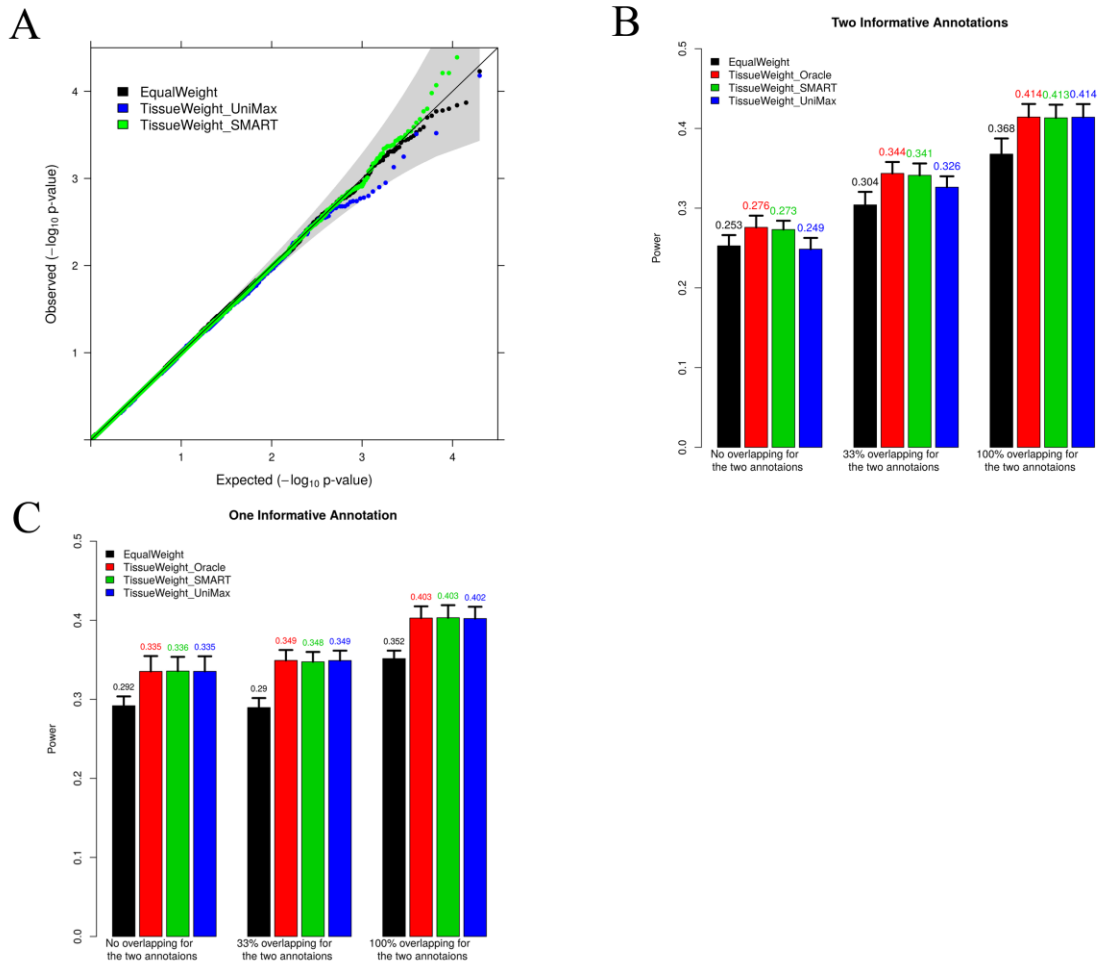 A
EqualWeight
TissueWeight_UniMax
TissueWeight_SMART
Observed (−log10 p-value)
4
3
2
1
1
2
3
4
Expected (−log10 p-value)
B
Two Informative Annotations
EqualWeight
TissueWeight_Oracle
TissueWeight_SMART
TissueWeight_UniMax
Power
0.5
0.4
0.3
0.2
0.1
0.0
0.253
0.276
0.273
0.249
0.304
0.344
0.341
0.326
0.368
0.414
0.413
0.414
No overlapping for
the two annotaions
33% overlapping for
the two annotaions
100% overlapping for
the two annotaions
C
One Informative Annotation
EqualWeight
TissueWeight_Oracle
TissueWeight_SMART
TissueWeight_UniMax
Power
0.5
0.4
0.3
0.2
0.1
0.0
0.292
0.335
0.336
0.335
0.29
0.349
0.348
0.349
0.352
0.403
0.403
0.402
No overlapping for
the two annotaions
33% overlapping for
the two annotaions
100% overlapping for
the two annotaions